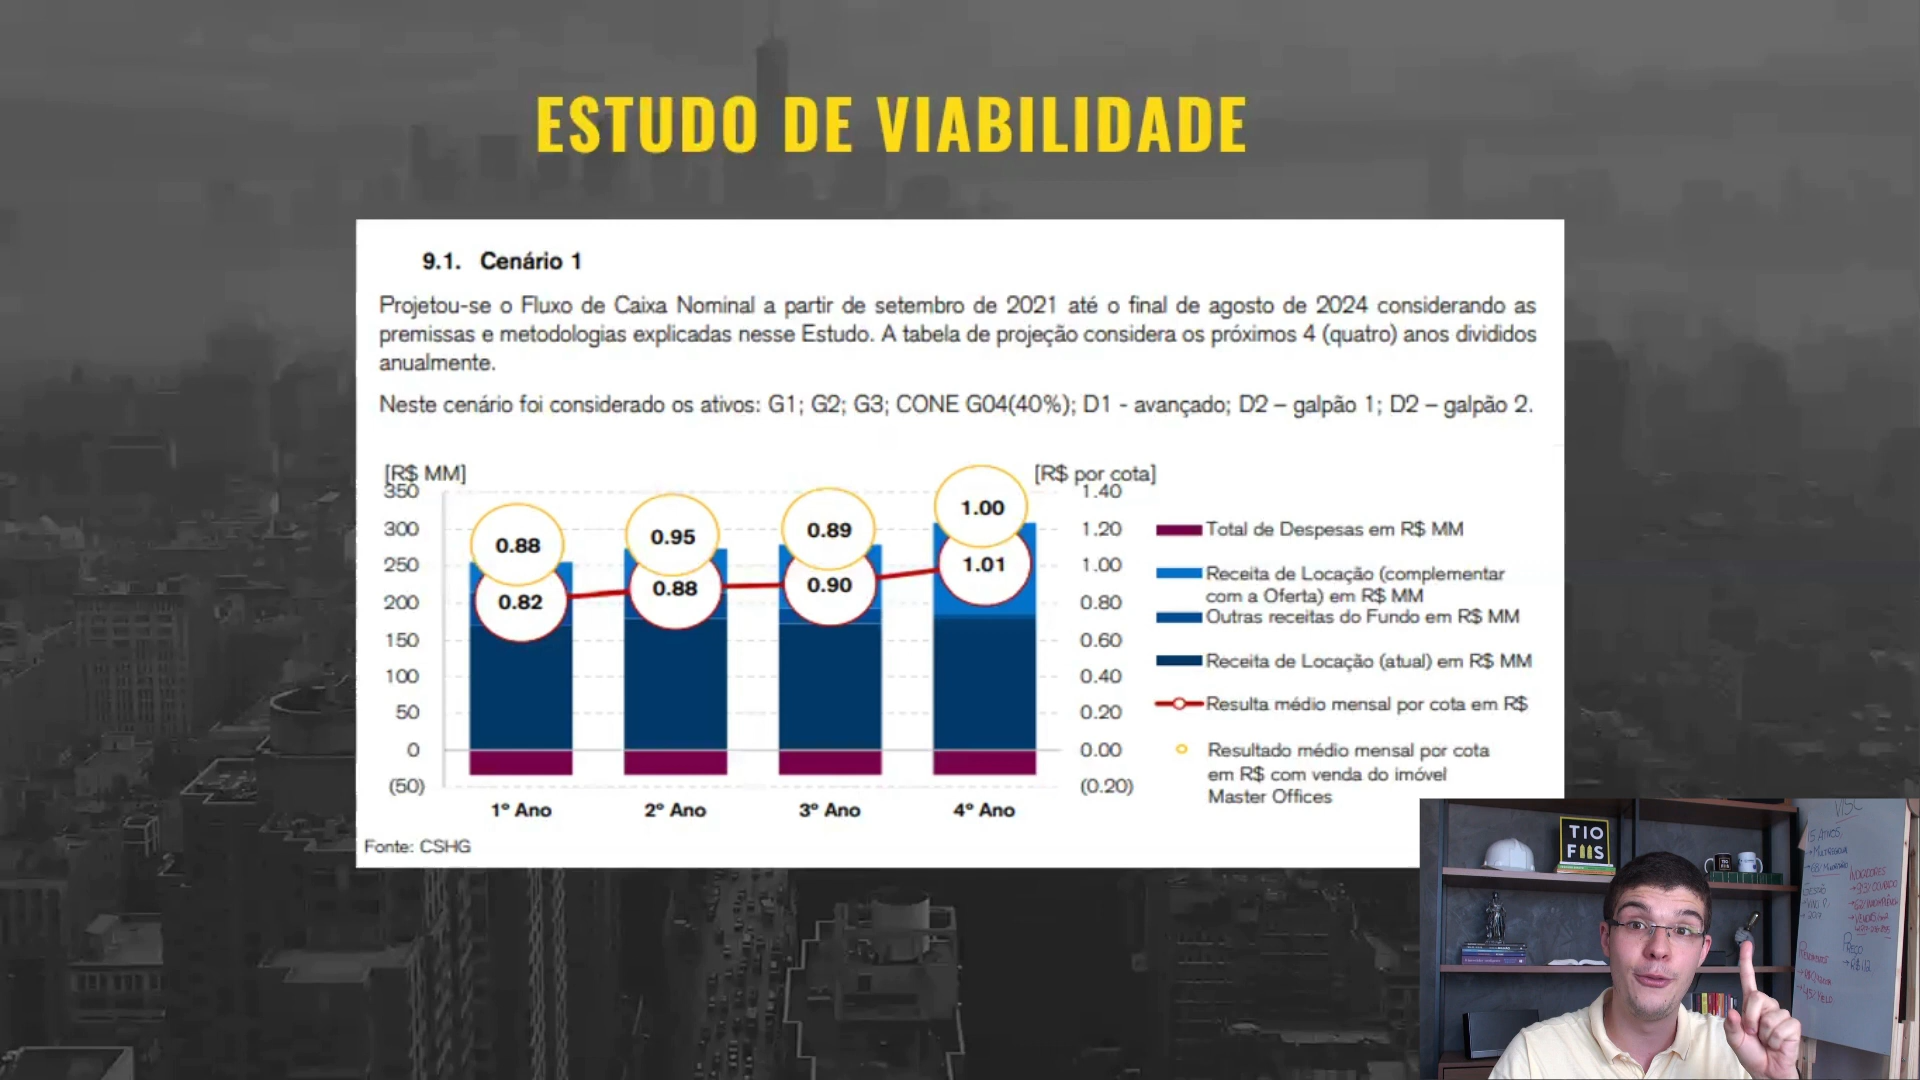 ESTUDO DE VIABILIDADE
9.1. Cenário 1
Projetou-se o Fluxo de Caixa Nominal a partir de setembro de 2021 até o final de agosto de 2024 considerando as
premissas e metodologias explicadas nesse Estudo. A tabela de projeção considera os próximos 4 (quatro) anos divididos
anualmente.
Neste cenário foi considerado os ativos: G1; G2; G3; CONE G04(40%); D1 - avançado; D2 – galpão 1; D2 – galpão 2.
[R$ MM]
[R$ por cota]
350
300
250
200
150
100
50
0
(50)
0.88
0.95
0.89
1.00
0.82
0.88
0.90
1.01
1.40
1.20
1.00
0.80
0.60
0.40
0.20
0.00
(0.20)
1º Ano
2º Ano
3º Ano
4º Ano
Total de Despesas em R$ MM
Receita de Locação (complementar
com a Oferta) em R$ MM
Outras receitas do Fundo em R$ MM
Receita de Locação (atual) em R$ MM
Resulta médio mensal por cota em R$
Resultado médio mensal por cota
em R$ com venda do imóvel
Master Offices
Fonte: CSHG
TIO
FIIS